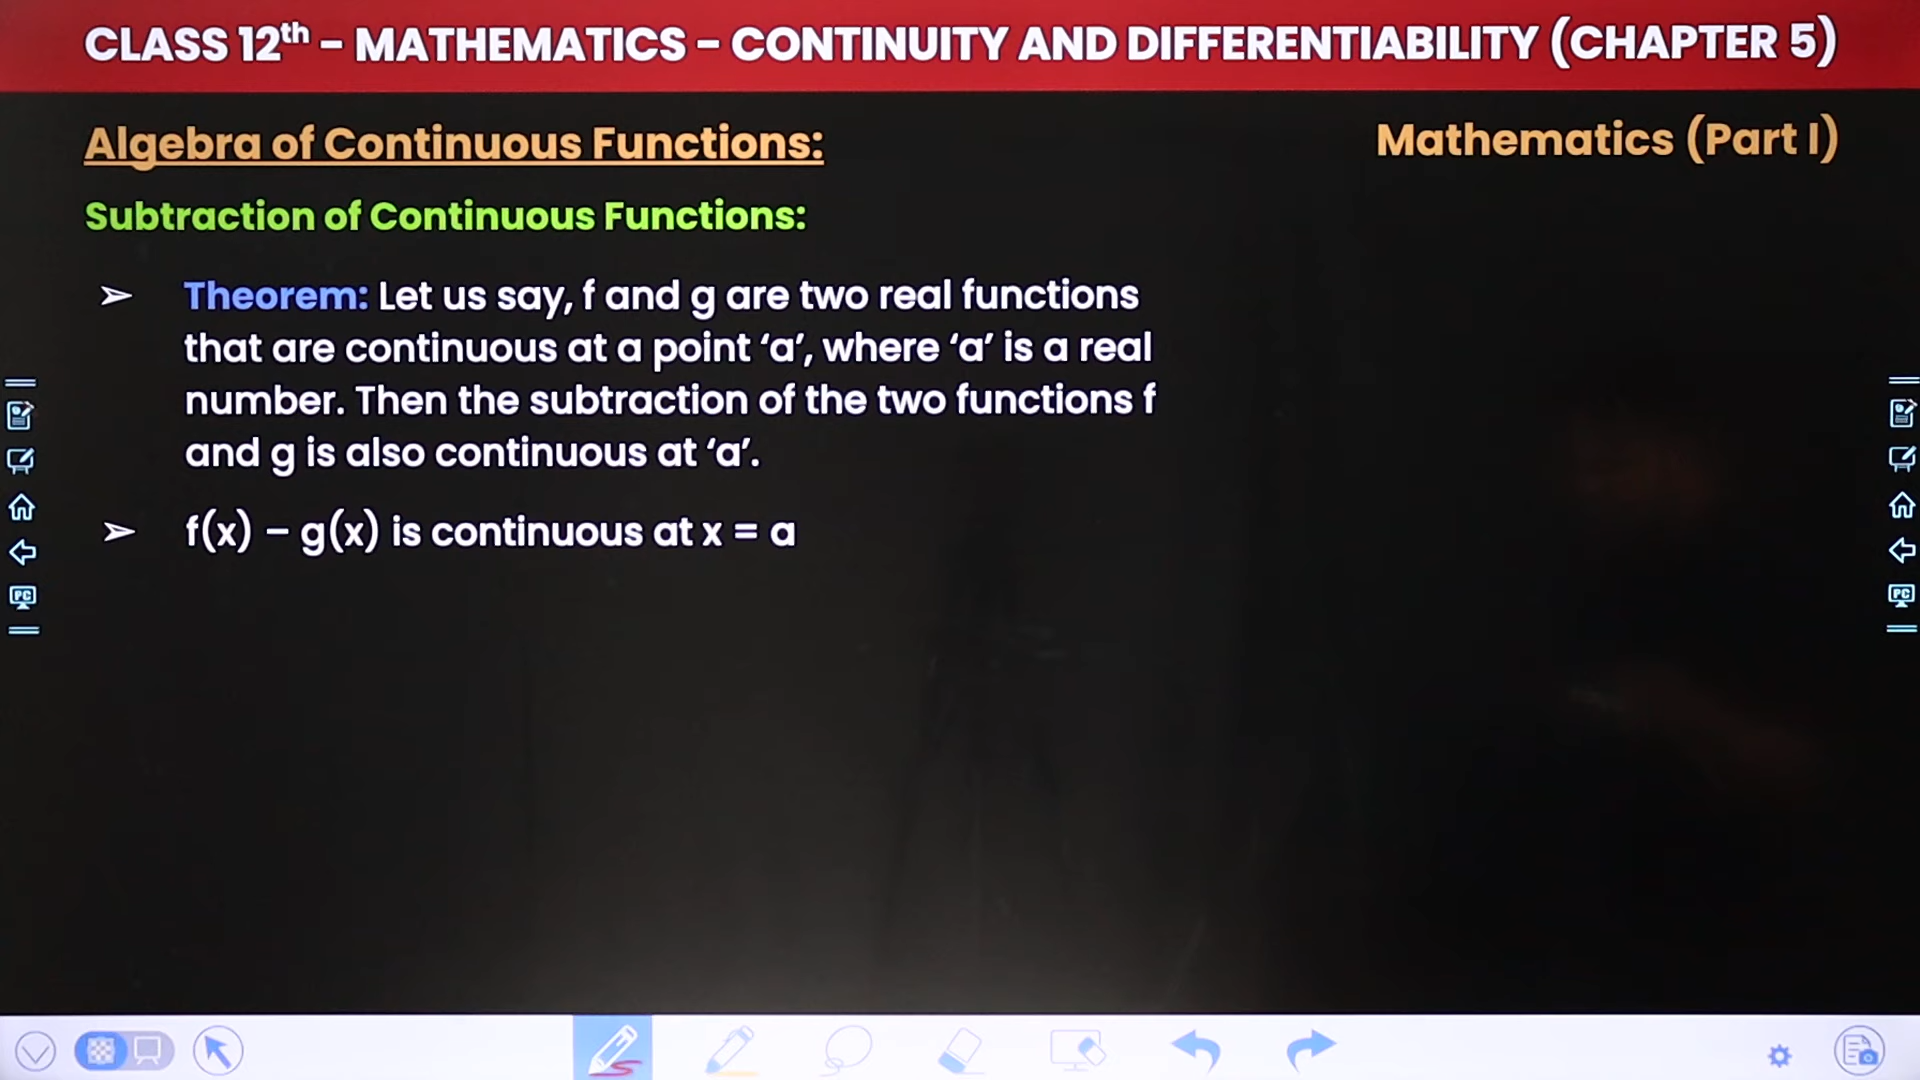 CLASS 12th – MATHEMATICS – CONTINUITY AND DIFFERENTIABILITY (CHAPTER 5)
Algebra of Continuous Functions:
Mathematics (Part I)
Subtraction of Continuous Functions:
➢ Theorem: Let us say, f and g are two real functions
that are continuous at a point ‘a’, where ‘a’ is a real
number. Then the subtraction of the two functions f
and g is also continuous at ‘a’.
➢ f(x) – g(x) is continuous at x = a
PC
PC